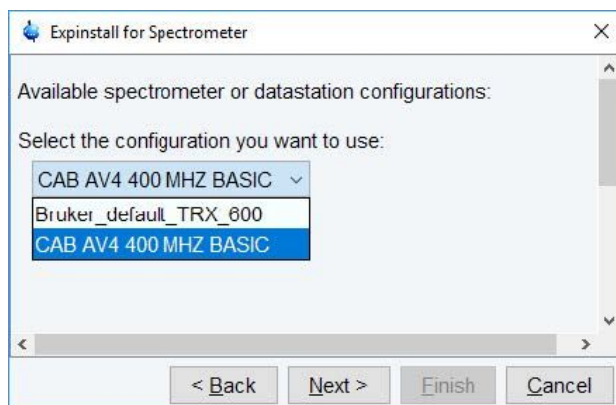 Expinstall for Spectrometer
Available spectrometer or datastation configurations:
Select the configuration you want to use:
CAB AV4 400 MHZ BASIC
Bruker_default_TRX_600
CAB AV4 400 MHZ BASIC
< Back Next > Finish Cancel